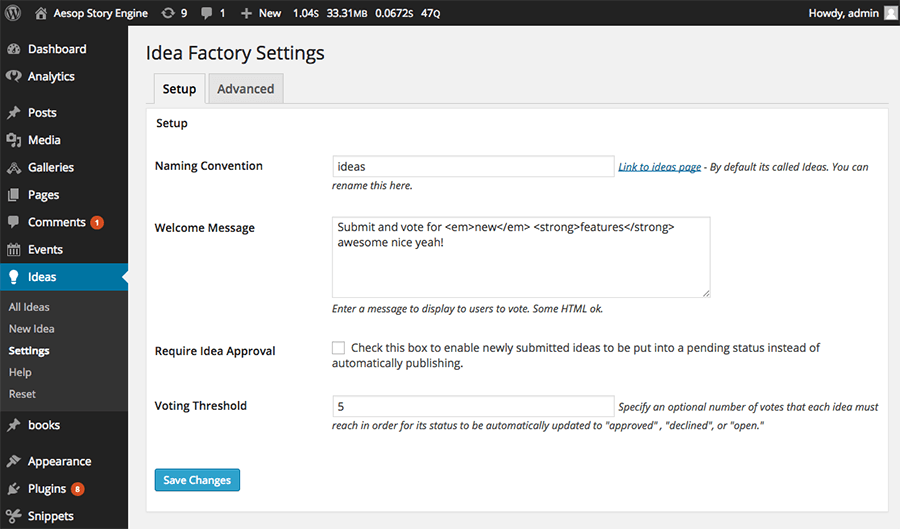 Aesop Story Engine 9 1 + New 1.04S 33.31MB 0.0672S 47Q Howdy, admin
Dashboard
Analytics
Posts
Media
Galleries
Pages
Comments 1
Events
Ideas
All Ideas
New Idea
Settings
Help
Reset
books
Appearance
Plugins 8
Snippets
Idea Factory Settings
Setup Advanced
Setup
Naming Convention ideas Link to ideas page - By default its called Ideas. You can
rename this here.
Welcome Message Submit and vote for <em>new</em> <strong>features</strong>
awesome nice yeah!
Enter a message to display to users to vote. Some HTML ok.
Require Idea Approval Check this box to enable newly submitted ideas to be put into a pending status instead of
automatically publishing.
Voting Threshold 5 Specify an optional number of votes that each idea must
reach in order for its status to be automatically updated to "approved" , "declined", or "open."
Save Changes